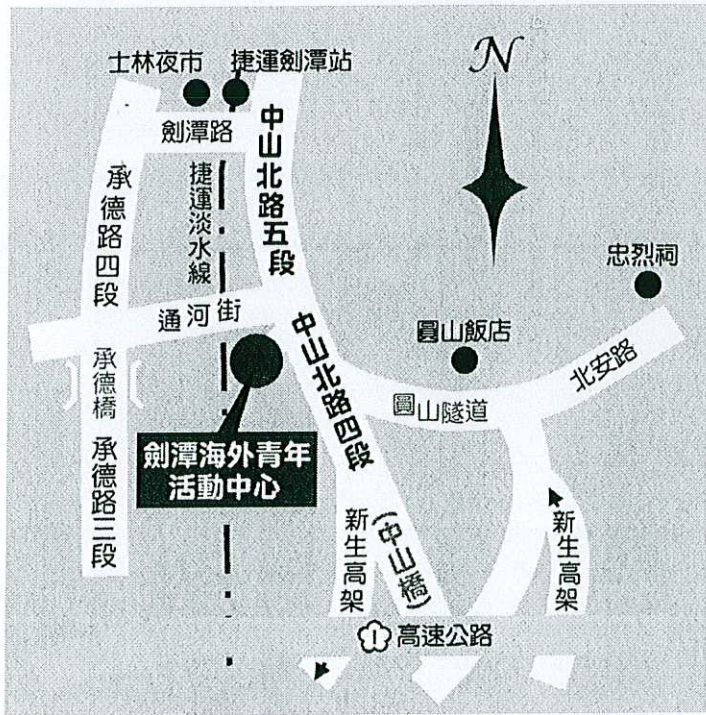 士林夜市
捷運劍潭站
N
劍潭路
中山北路五段
捷運淡水線
承德路四段
忠烈祠
通河街
圓山飯店
中山北路四段
北安路
承德橋
圓山隧道
劍潭海外青年
活動中心
承德路三段
新生高架
(中山橋)
新生高架
1 高速公路